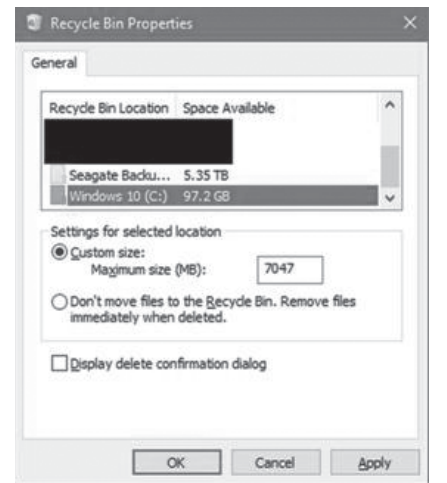 Recycle Bin Properties
General
Recycle Bin Location Space Available
Seagate Backu... 5.35 TB
Windows 10 (C:) 97.2 GB
Settings for selected location
Custom size:
Maximum size (MB): 7047
Don't move files to the Recycle Bin. Remove files
immediately when deleted.
Display delete confirmation dialog
OK Cancel Apply